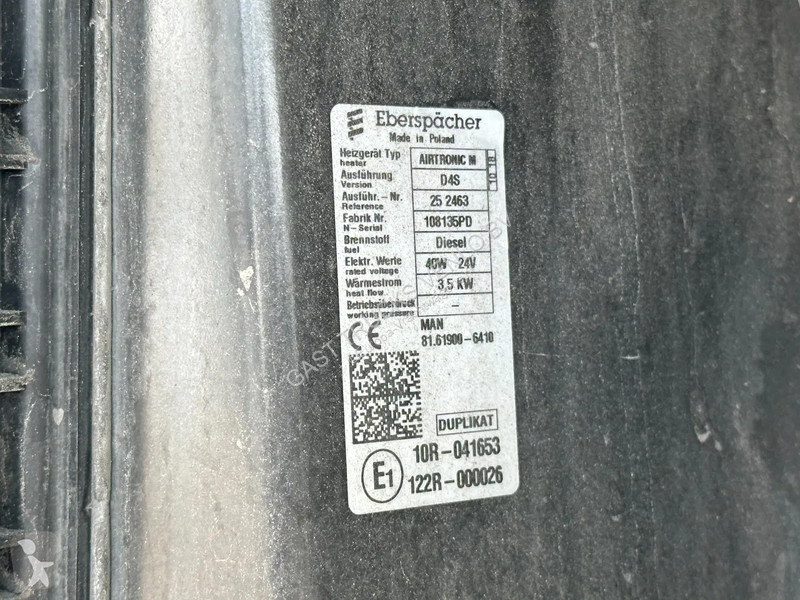 Eberspächer
Made in Poland
Heizgerät Typ AIRTRONIC M
heater
10 18
Ausführung D4S
Version
Ausführ.-Nr. 25 2463
Reference
Fabrik Nr. 108135PD
N-Serial
Brennstoff Diesel
fuel
Elektr. Werte 40W 24V
rated voltage
Wärmestrom 3,5 KW
heat flow
Betriebsüberdruck –
working pressure
CE MAN
81.61900-6410
DUPLIKAT
E1 10R-041653
122R-000026